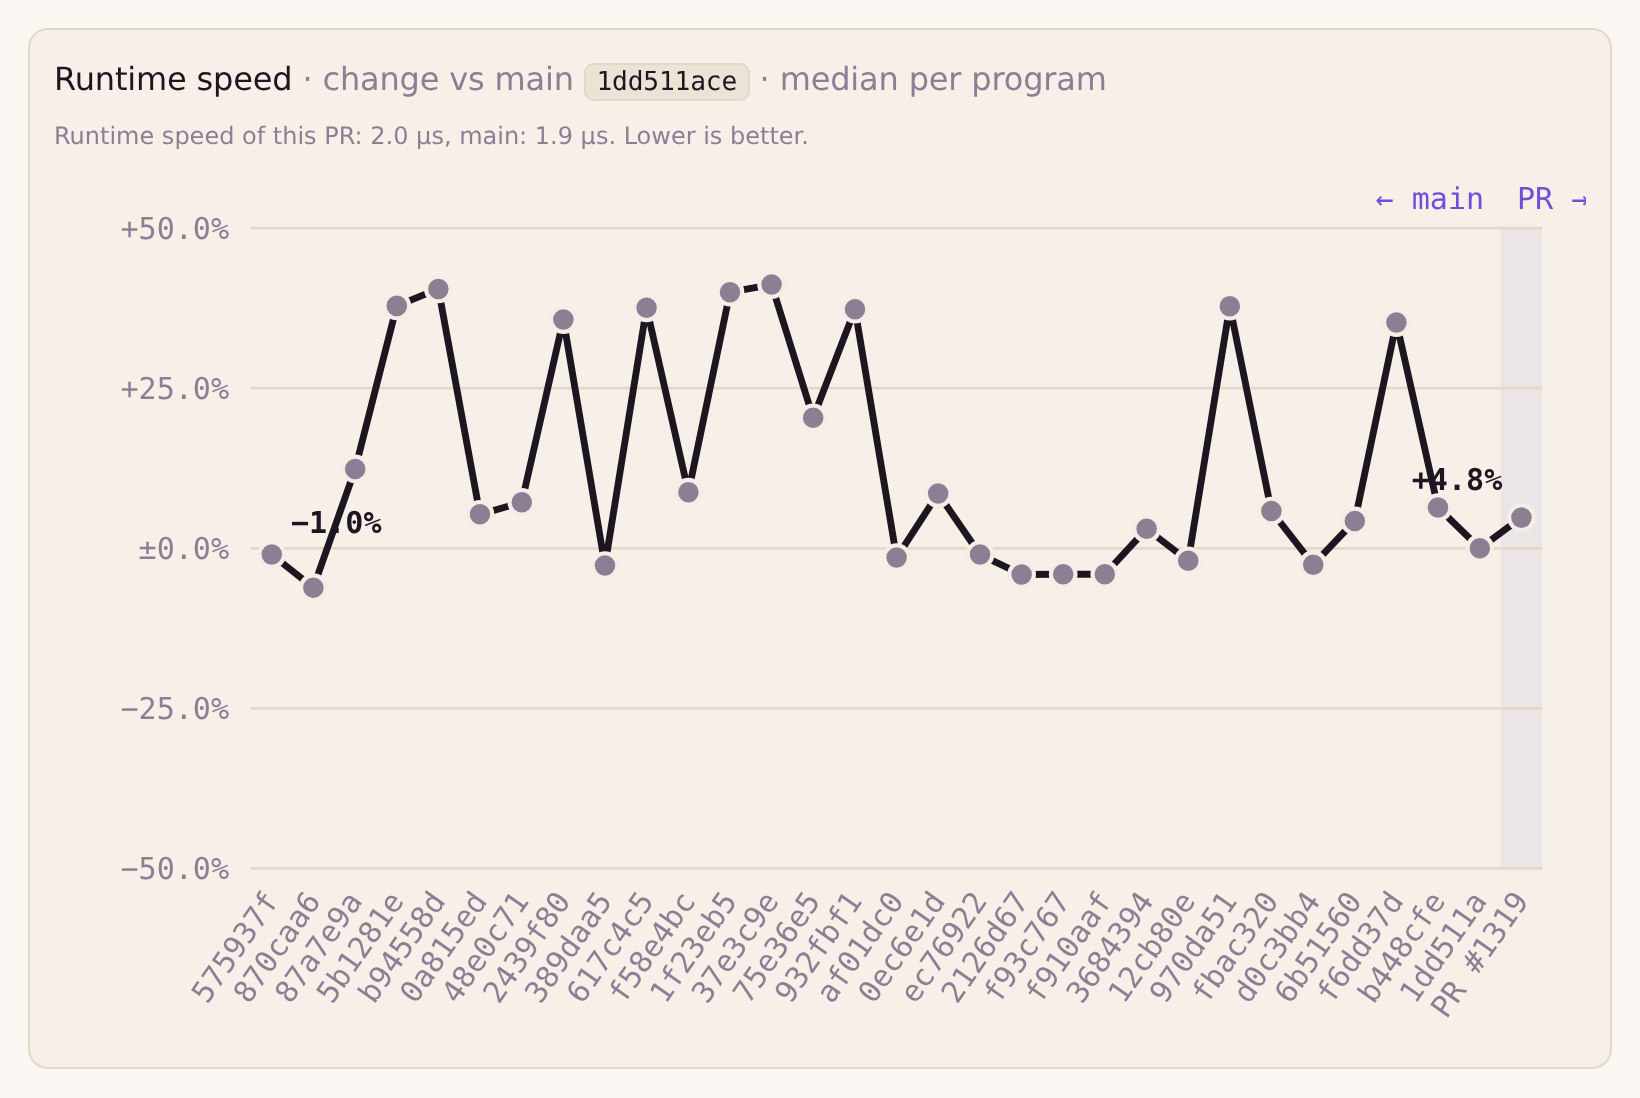 Runtime speed · change vs main 1dd511ace · median per program
Runtime speed of this PR: 2.0 µs, main: 1.9 µs. Lower is better.
← main PR →
+50.0%
+25.0%
±0.0%
−25.0%
−50.0%
−1.0%
+4.8%
575937f
870caa6
87a7e9a
5b1281e
b94558d
0a815ed
48e0c71
2439f80
389daa5
617c4c5
f58e4bc
1f23eb5
37e3c9e
75e36e5
932fbf1
af01dc0
0ec6e1d
ec76922
2126d67
f93c767
f910aaf
3684394
12cb80e
970da51
fbac320
d0c3bb4
6b51560
f6dd37d
b448cfe
1dd511a
PR #1319